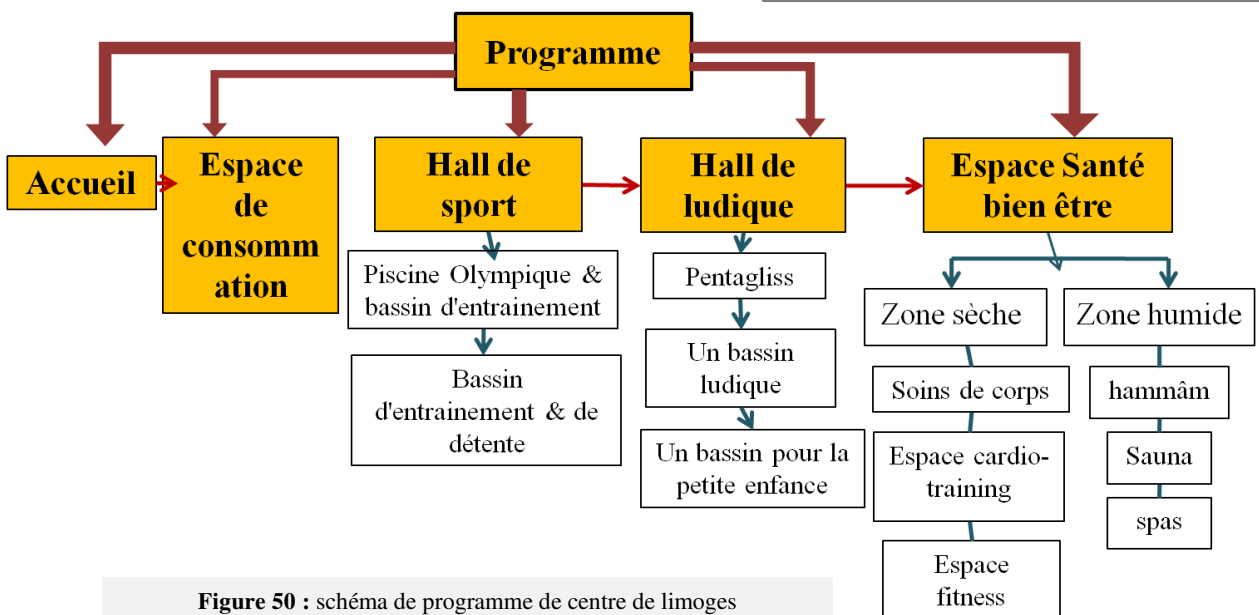 Programme
Accueil
Espace
de
consomm
ation
Hall de
sport
Hall de
ludique
Espace Santé
bien être
Piscine Olympique &
bassin d'entrainement
Bassin
d'entrainement & de
détente
Pentagliss
Un bassin
ludique
Un bassin pour la
petite enfance
Zone sèche
Soins de corps
Espace cardio-
training
Espace
fitness
Zone humide
hammâm
Sauna
spas
Figure 50 : schéma de programme de centre de limoges